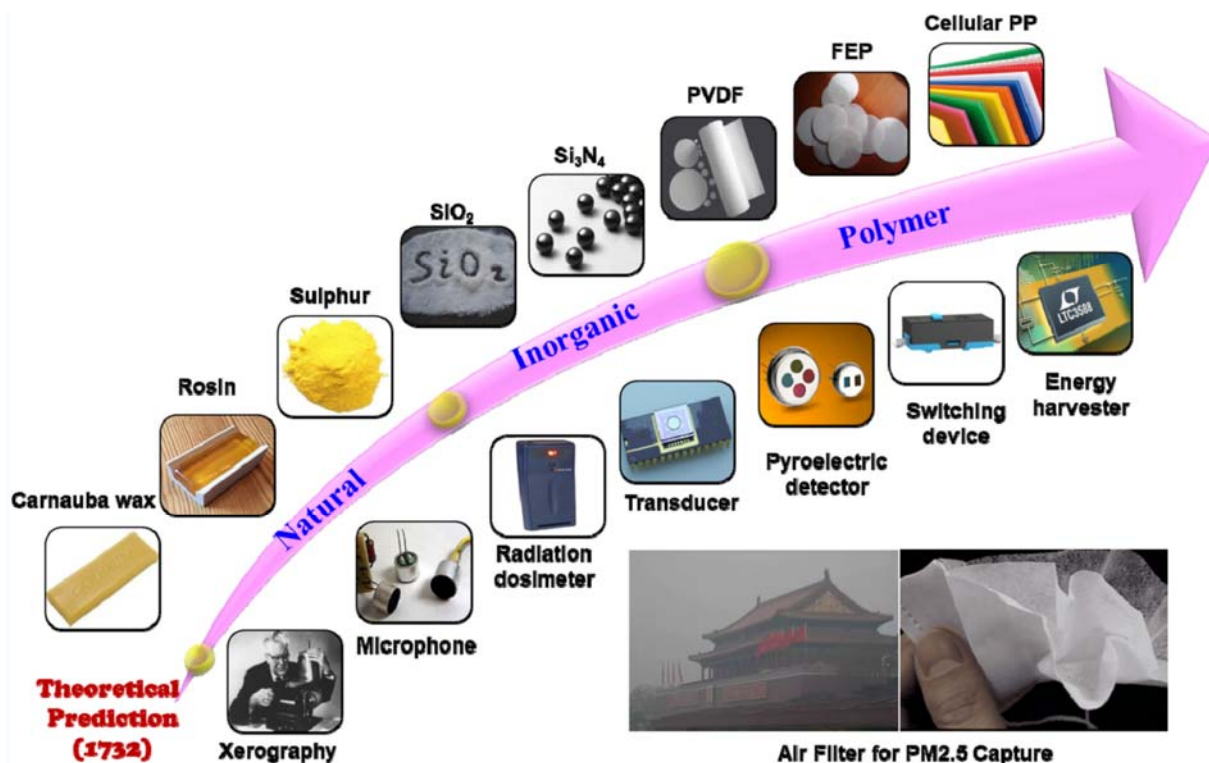 Cellular PP
FEP
PVDF
Si₃N₄
SiO₂
SiO₂
Sulphur
Rosin
Carnauba wax
Natural
Inorganic
Polymer
Theoretical
Prediction
(1732)
Xerography
Microphone
Radiation
dosimeter
Transducer
Pyroelectric
detector
Switching
device
LTC3588
Energy
harvester
Air Filter for PM2.5 Capture